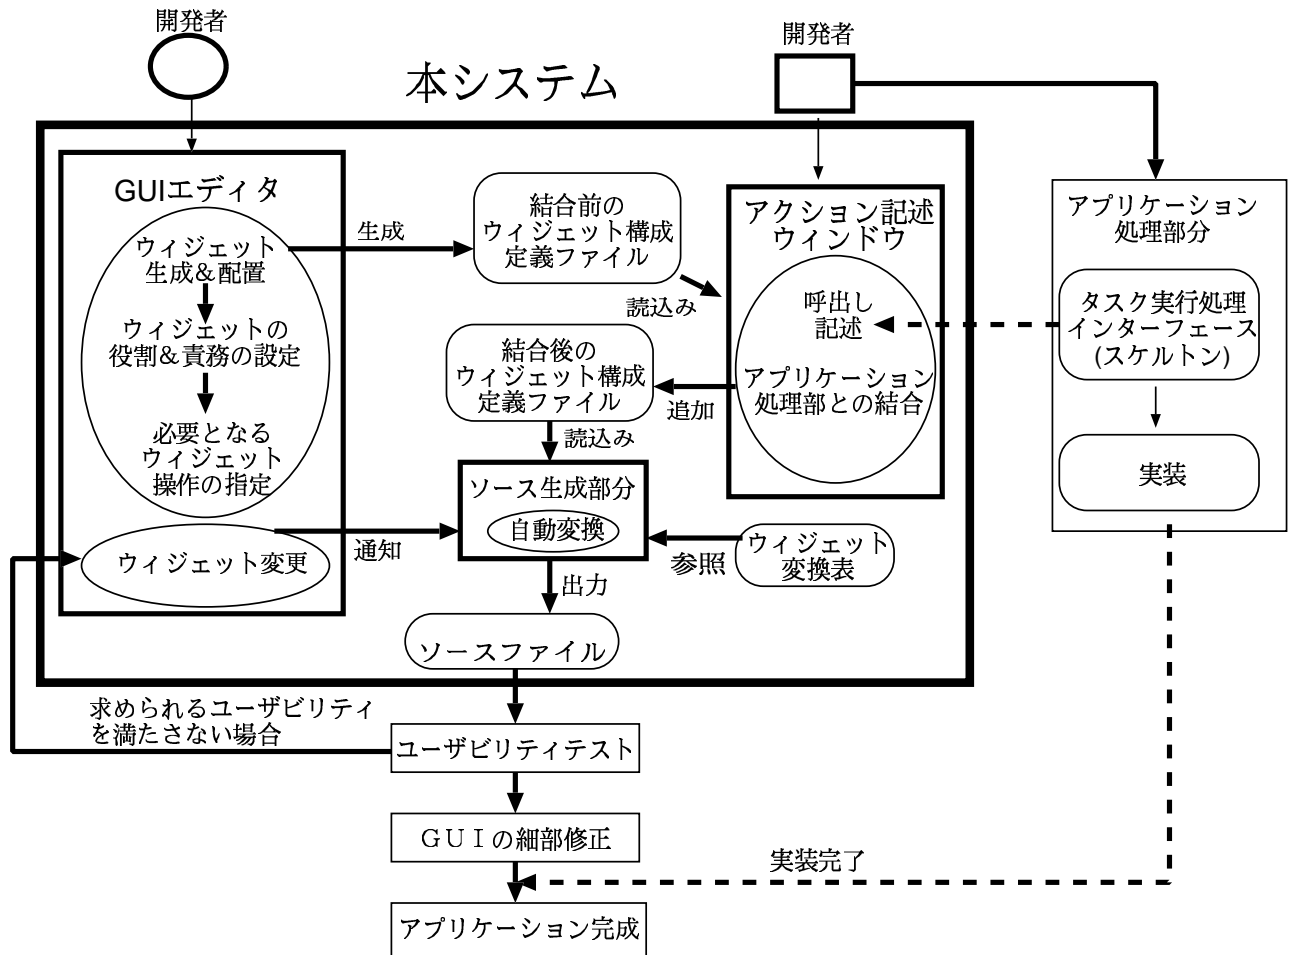 開発者
開発者
本システム
GUIエディタ
ウィジェット
生成＆配置
ウィジェットの
役割＆責務の設定
必要となる
ウィジェット
操作の指定
ウィジェット変更
生成
結合前の
ウィジェット構成
定義ファイル
読込み
結合後の
ウィジェット構成
定義ファイル
追加
読込み
アクション記述
ウィンドウ
呼出し
記述
アプリケーション
処理部との結合
アプリケーション
処理部分
タスク実行処理
インターフェース
(スケルトン)
実装
ソース生成部分
自動変換
通知
参照
ウィジェット
変換表
出力
ソースファイル
求められるユーザビリティ
を満たさない場合
ユーザビリティテスト
ＧＵＩの細部修正
実装完了
アプリケーション完成